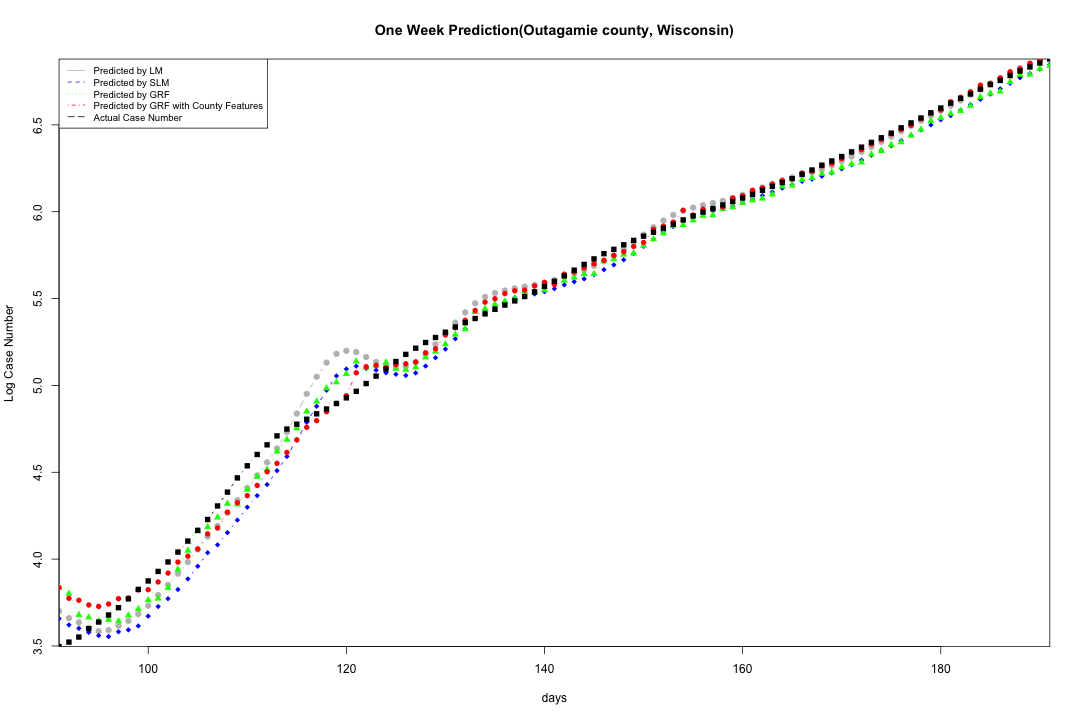 One Week Prediction(Outagamie county, Wisconsin)
Predicted by LM
Predicted by SLM
Predicted by GRF
Predicted by GRF with County Features
Actual Case Number
Log Case Number
6.5
6.0
5.5
5.0
4.5
4.0
3.5
100 120 140 160 180
days